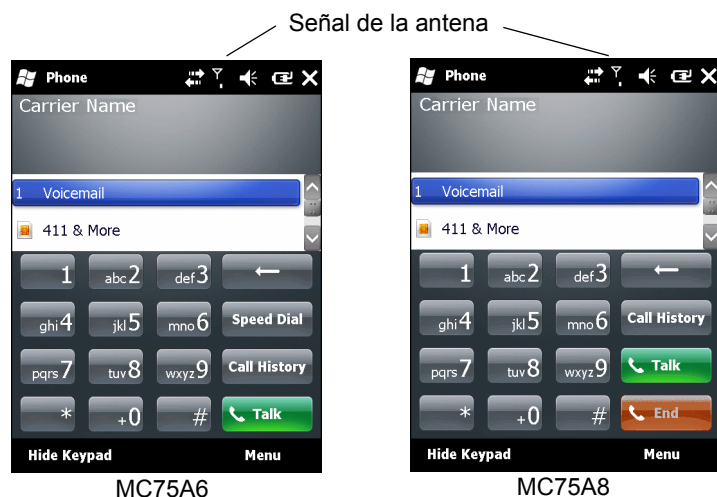 Señal de la antena
Phone
Carrier Name
1 Voicemail
411 & More
1 abc2 def3
ghi4 jkl5 mno6 Speed Dial
pqrs7 tuv8 wxyz9 Call History
* +0 # Talk
Hide Keypad Menu
MC75A6
Phone
Carrier Name
1 Voicemail
411 & More
1 abc2 def3
ghi4 jkl5 mno6 Call History
pqrs7 tuv8 wxyz9 Talk
* +0 # End
Hide Keypad Menu
MC75A8